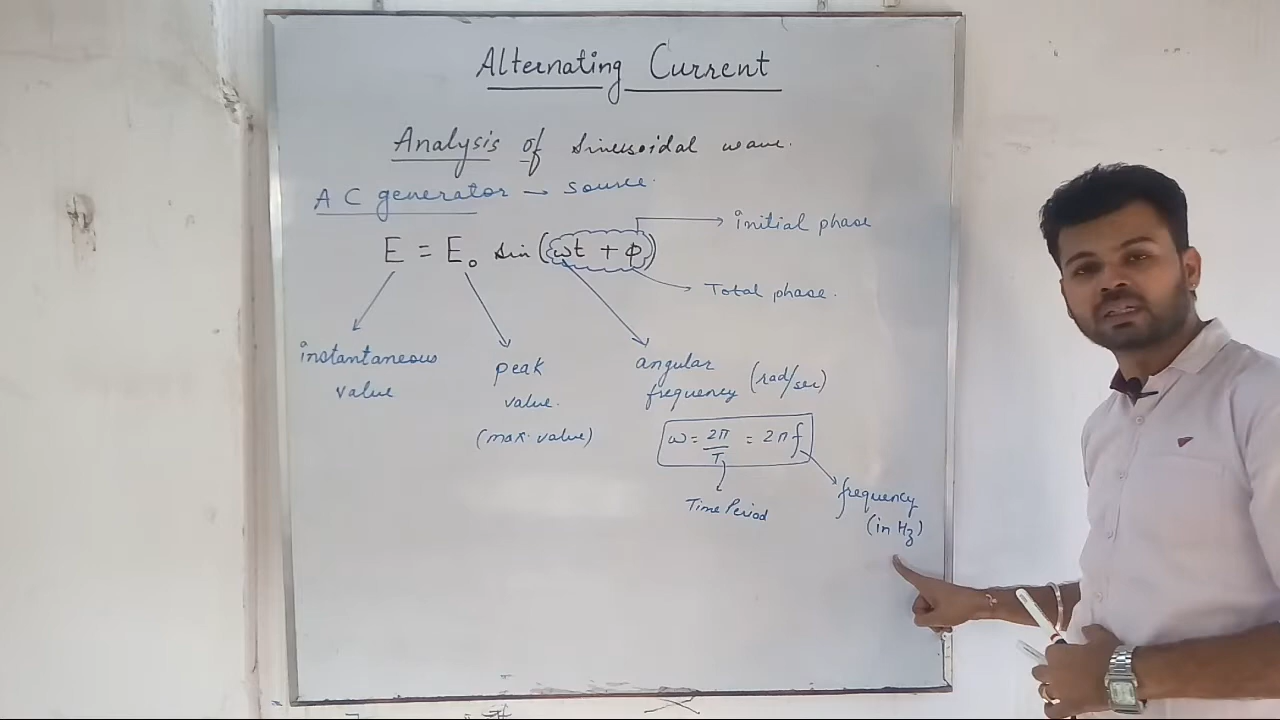 Alternating Current
Analysis of sinusoidal wave.
AC generator → source.
E = E₀ sin(ωt + φ)
initial phase
Total phase.
instantaneous
value
peak
value.
(max. value)
angular
frequency (rad/sec)
ω = 2π/T = 2πf
Time Period
frequency
(in Hz)